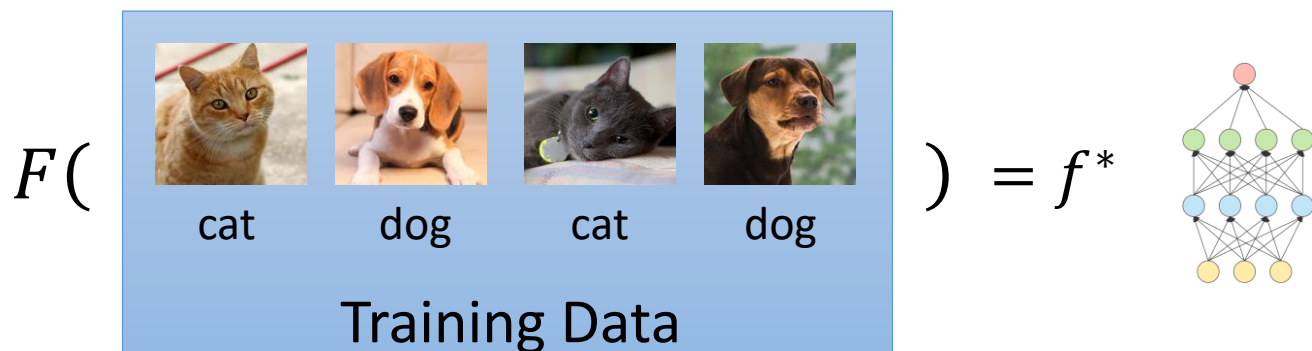 F( ) = f*
cat dog cat dog
Training Data